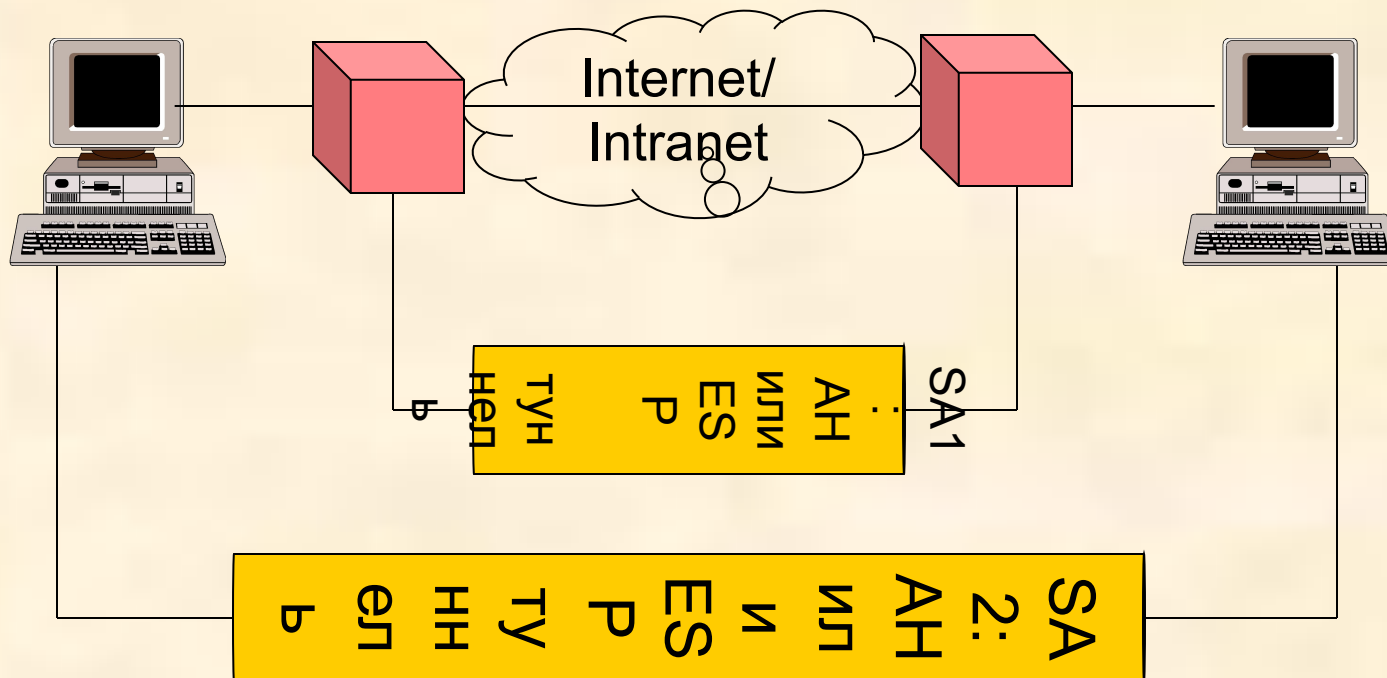 Internet/
Intranet
SA1
:
AH
или
ES
P
тун
нел
ь
SA
2:
AH
ил
и
ES
P
ту
нн
ел
ь